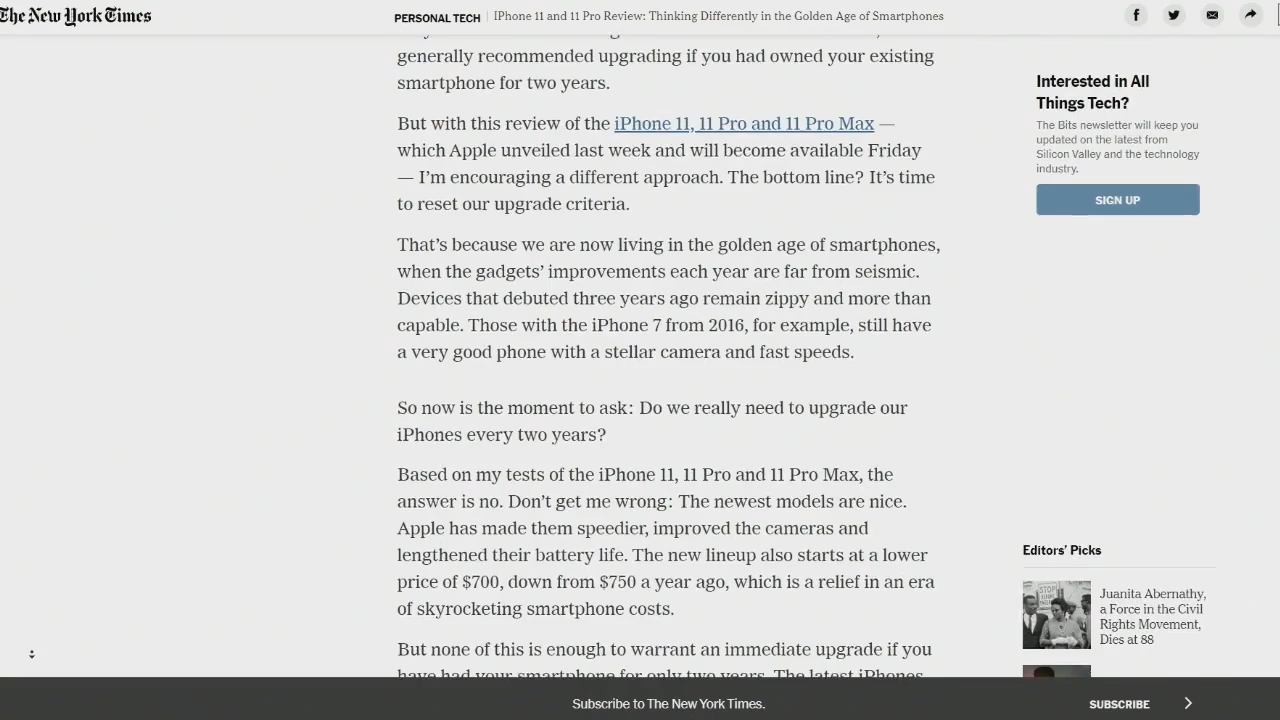 The New York Times
PERSONAL TECH | IPhone 11 and 11 Pro Review: Thinking Differently in the Golden Age of Smartphones
generally recommended upgrading if you had owned your existing
smartphone for two years.
But with this review of the iPhone 11, 11 Pro and 11 Pro Max —
which Apple unveiled last week and will become available Friday
— I’m encouraging a different approach. The bottom line? It’s time
to reset our upgrade criteria.
That’s because we are now living in the golden age of smartphones,
when the gadgets’ improvements each year are far from seismic.
Devices that debuted three years ago remain zippy and more than
capable. Those with the iPhone 7 from 2016, for example, still have
a very good phone with a stellar camera and fast speeds.
So now is the moment to ask: Do we really need to upgrade our
iPhones every two years?
Based on my tests of the iPhone 11, 11 Pro and 11 Pro Max, the
answer is no. Don’t get me wrong: The newest models are nice.
Apple has made them speedier, improved the cameras and
lengthened their battery life. The new lineup also starts at a lower
price of $700, down from $750 a year ago, which is a relief in an era
of skyrocketing smartphone costs.
But none of this is enough to warrant an immediate upgrade if you
have had your smartphone for only two years. The latest iPhones
Interested in All
Things Tech?
The Bits newsletter will keep you
updated on the latest from
Silicon Valley and the technology
industry.
SIGN UP
Editors’ Picks
STOP
Juanita Abernathy,
a Force in the Civil
Rights Movement,
Dies at 88
Subscribe to The New York Times.
SUBSCRIBE